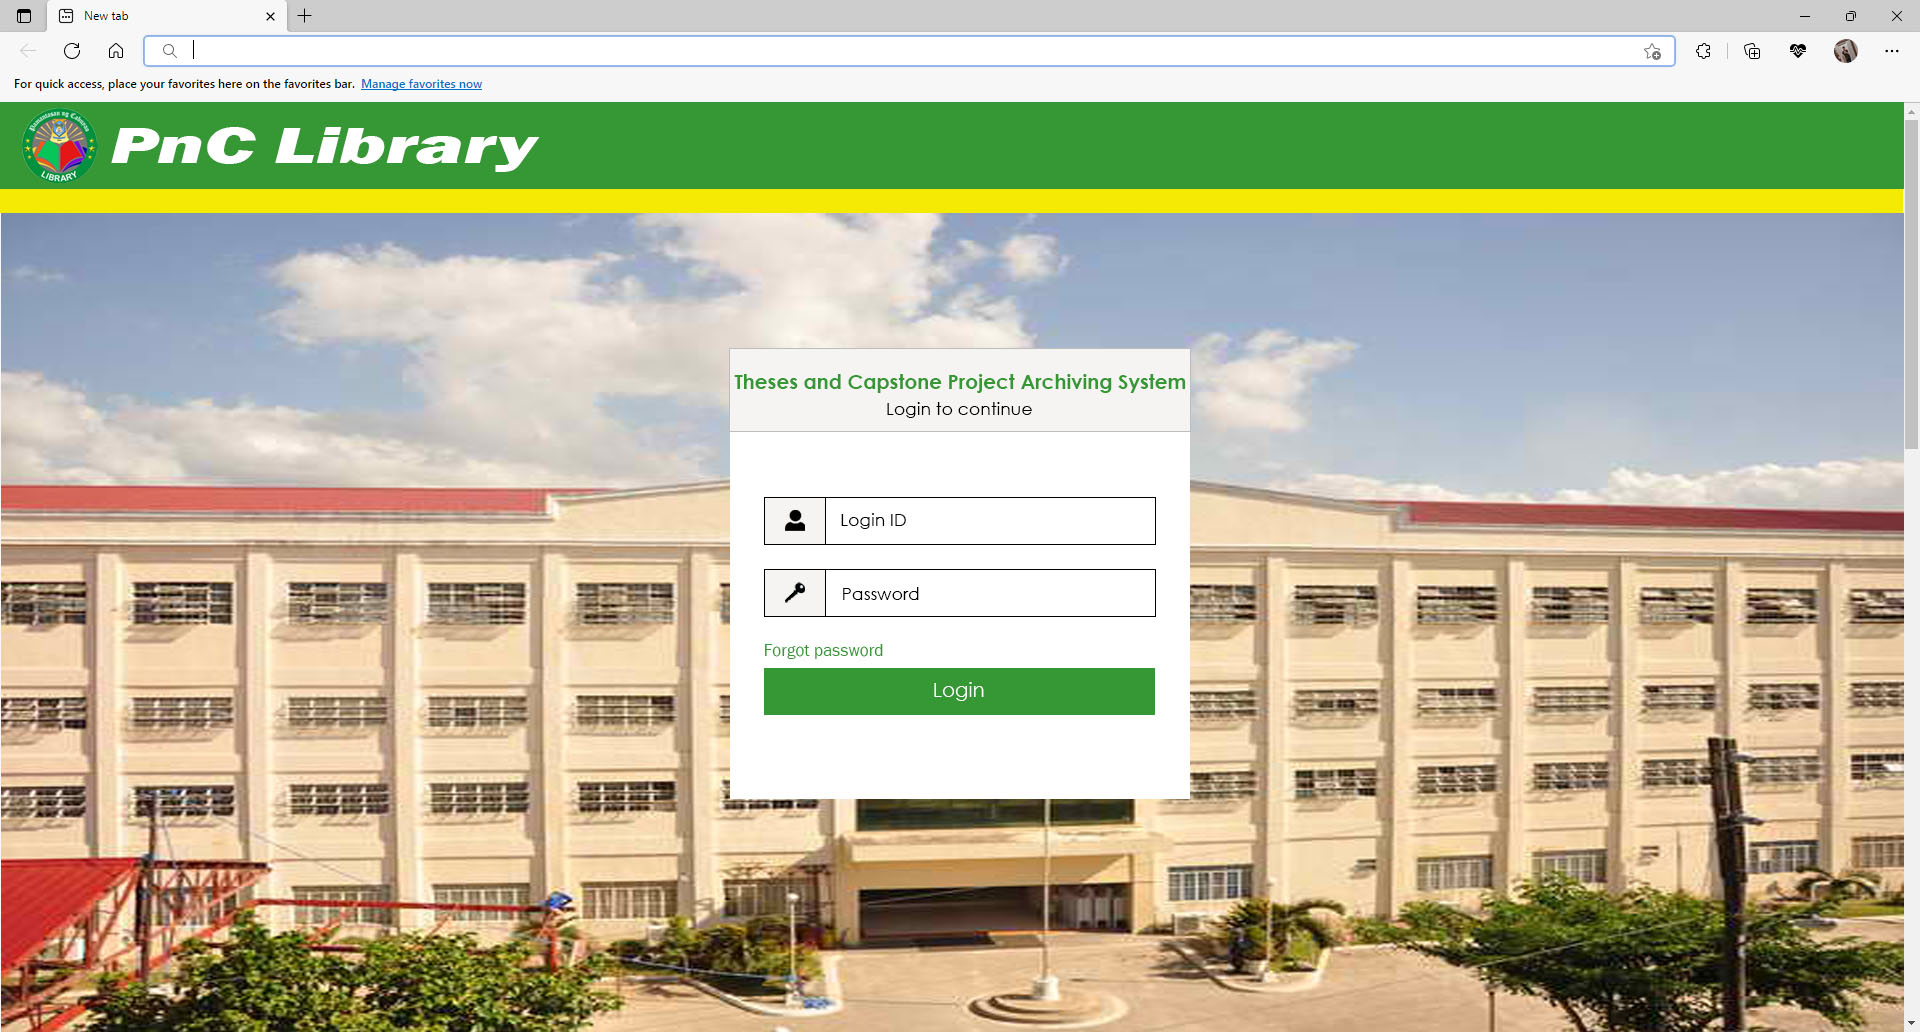 New tab
For quick access, place your favorites here on the favorites bar. Manage favorites now
Pamantasan ng Cabuyao
LIBRARY
PnC Library
Theses and Capstone Project Archiving System
Login to continue
Login ID
Password
Forgot password
Login